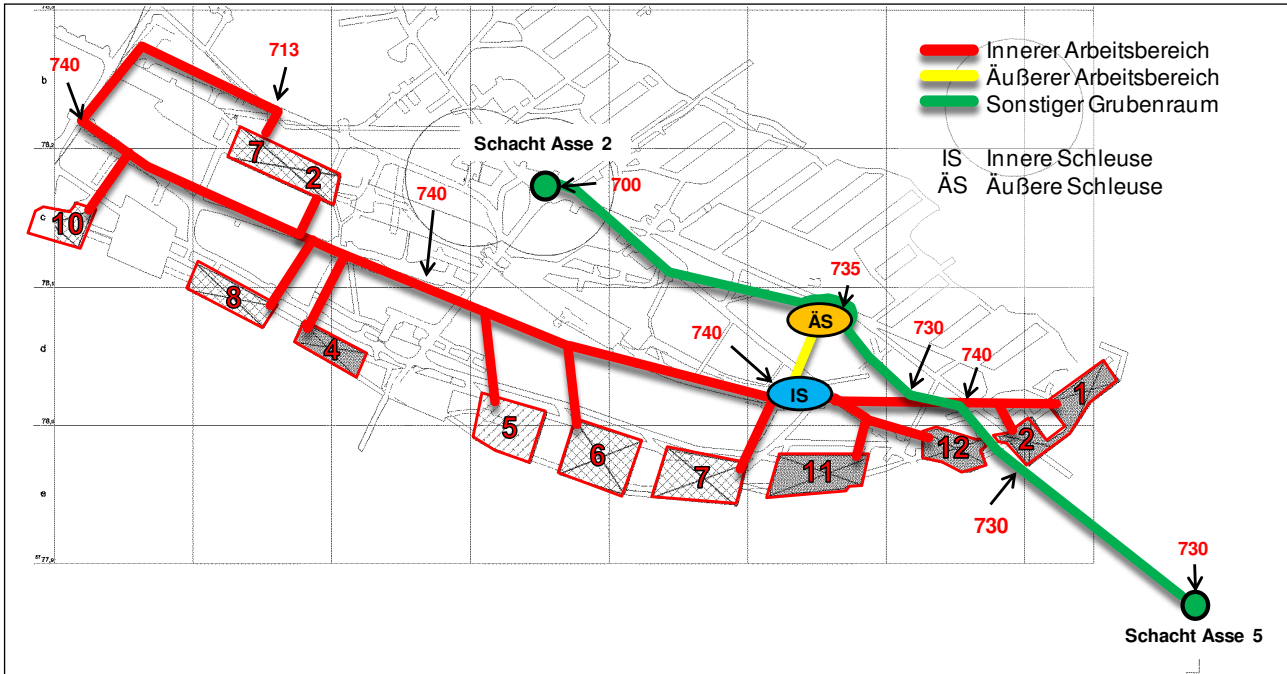 713
740
Innerer Arbeitsbereich
Äußerer Arbeitsbereich
Sonstiger Grubenraum
IS Innere Schleuse
ÄS Äußere Schleuse
b
Schacht Asse 2
7
2
700
740
c
10
735
8
ÄS
730
740
740
d
4
IS
1
5
2
6
12
7
11
e
730
730
Schacht Asse 5